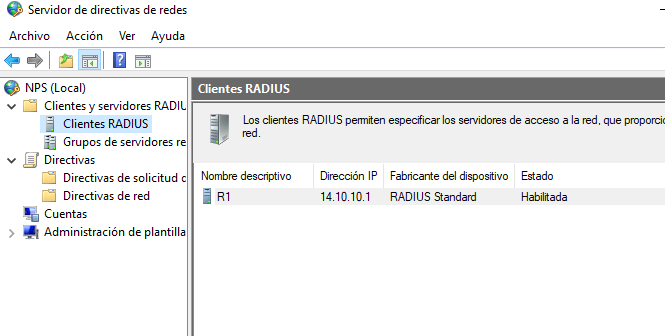 Servidor de directivas de redes
Archivo Acción Ver Ayuda
NPS (Local)
Clientes y servidores RADIU
Clientes RADIUS
Grupos de servidores re
Directivas
Directivas de solicitud d
Directivas de red
Cuentas
Administración de plantilla
Clientes RADIUS
Los clientes RADIUS permiten especificar los servidores de acceso a la red, que proporcio
red.
Nombre descriptivo Dirección IP Fabricante del dispositivo Estado
R1 14.10.10.1 RADIUS Standard Habilitada